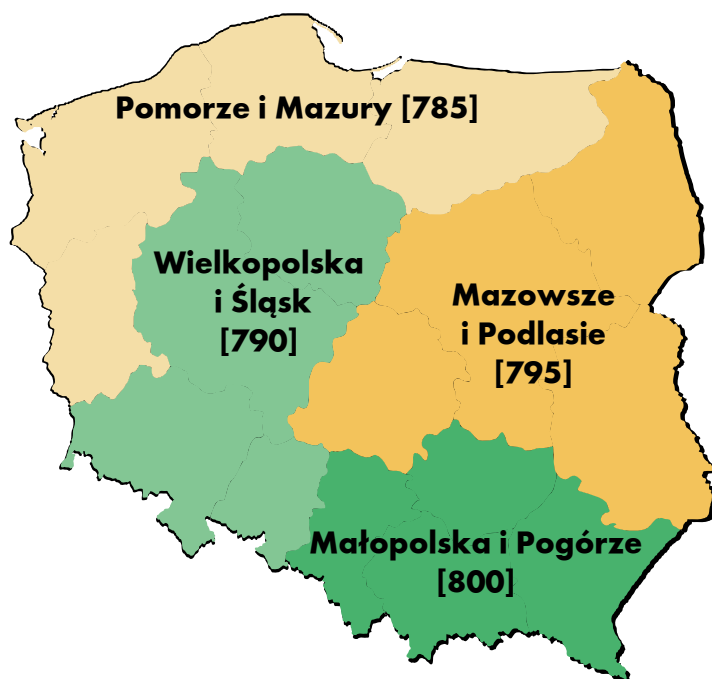 Pomorze i Mazury [785]
Wielkopolska
i Śląsk
[790]
Mazowsze
i Podlasie
[795]
Małopolska i Pogórze
[800]